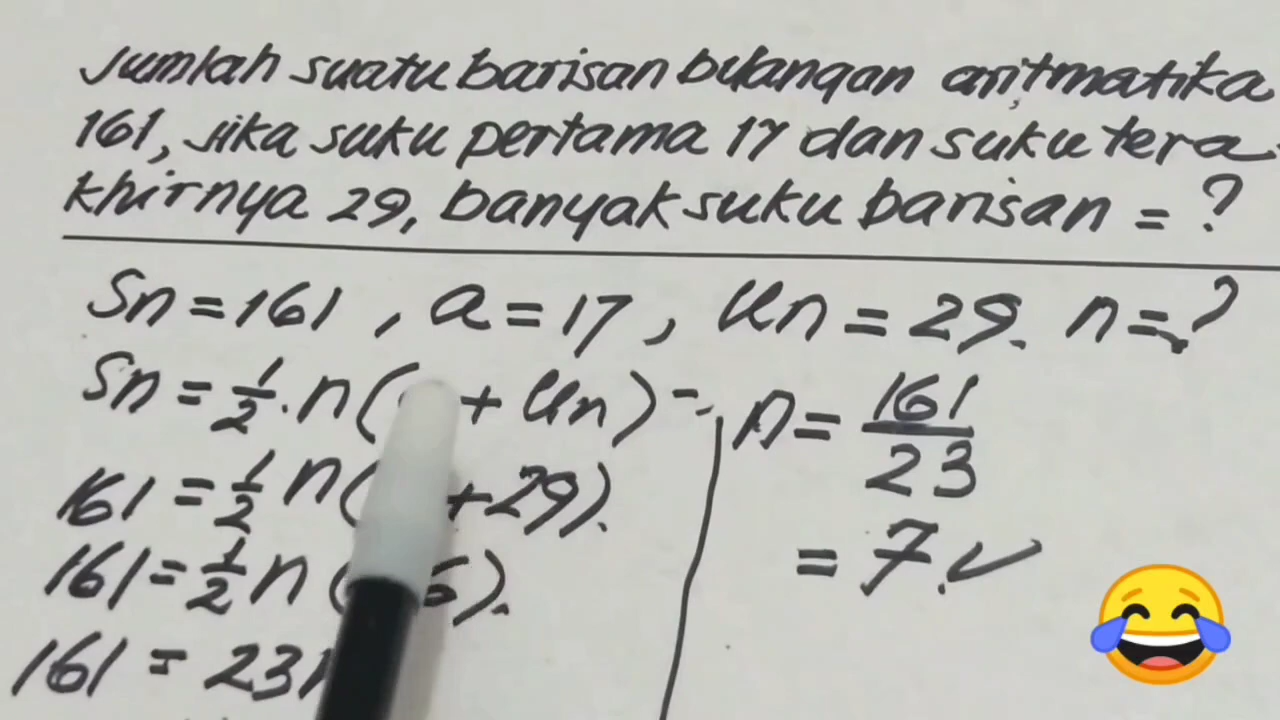 Jumlah suatu barisan bilangan aritmatika
161, jika suku pertama 17 dan suku tera-
khirnya 29, banyak suku barisan = ?
Sn = 161 , a = 17 , Un = 29. n = ?
Sn = 1/2 . n ( + Un) =
161 = 1/2 n ( + 29).
161 = 1/2 n ( 6).
161 = 23n
n = 161/23
= 7. ✓